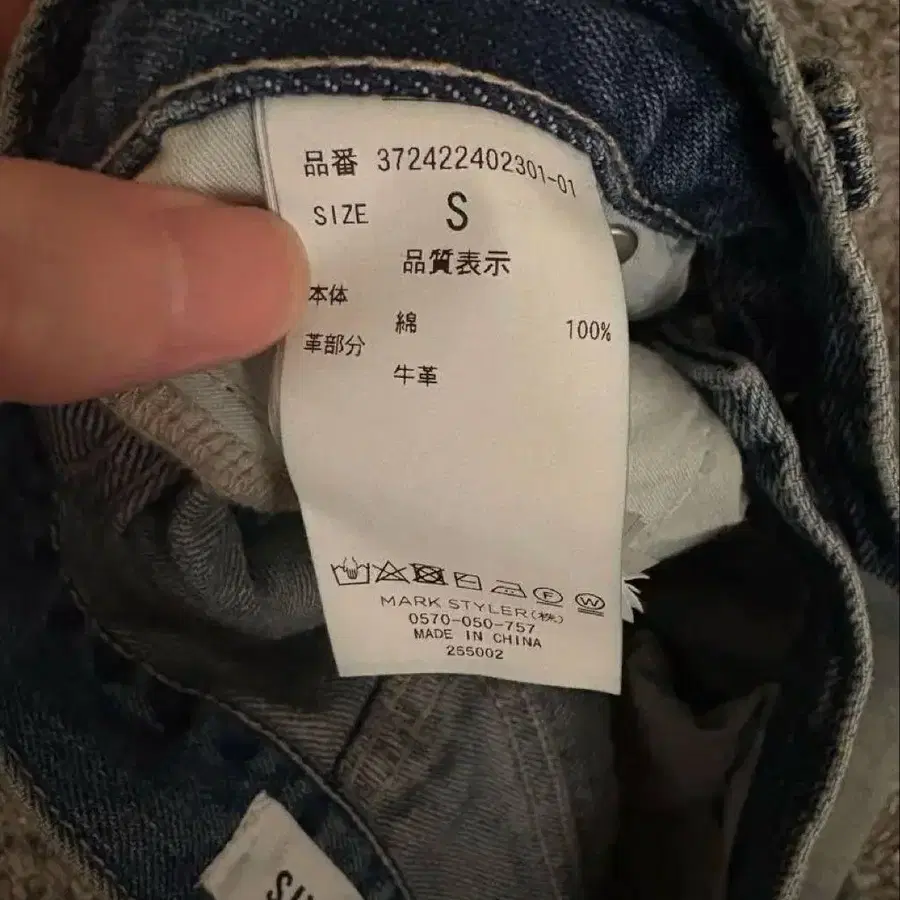 品番 372422402301-01
SIZE S
品質表示
本体
綿 100%
革部分
牛革
F W
MARK STYLER(株)
0570-050-757
MADE IN CHINA
255002